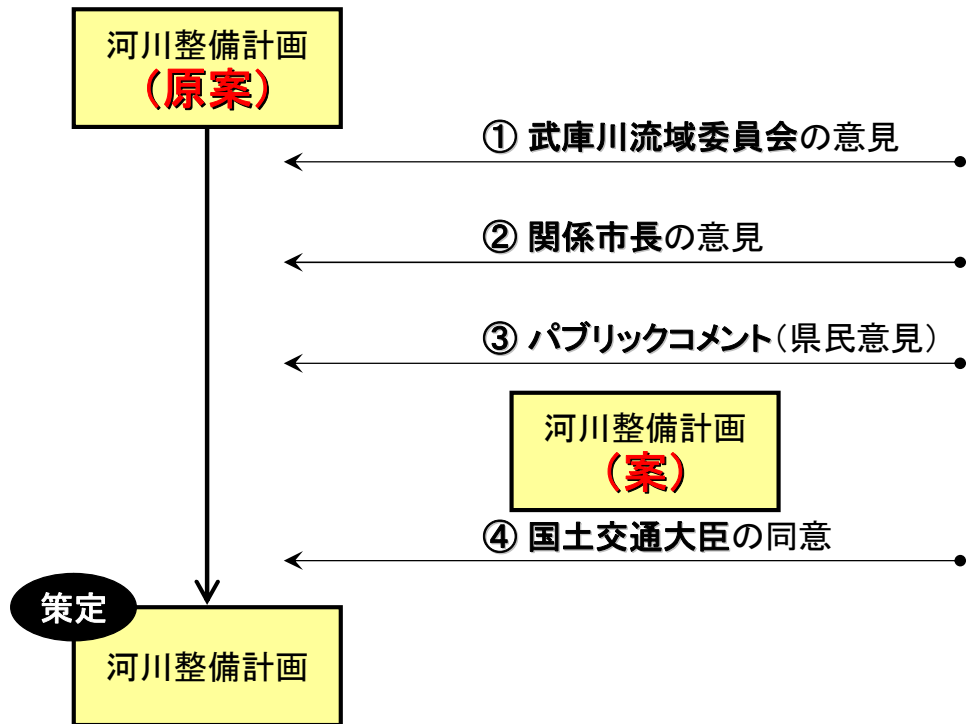 河川整備計画
(原案)
① 武庫川流域委員会の意見
② 関係市長の意見
③ パブリックコメント(県民意見)
河川整備計画
(案)
④ 国土交通大臣の同意
策定
河川整備計画